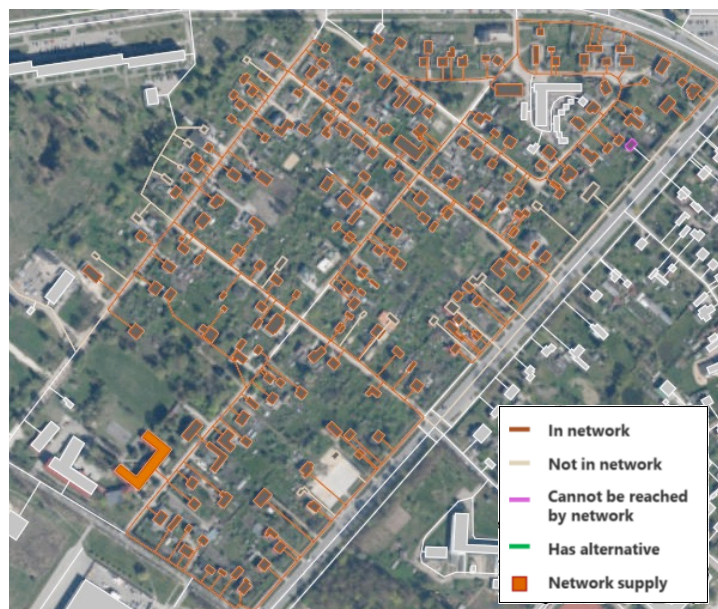 In network
Not in network
Cannot be reached
by network
Has alternative
Network supply